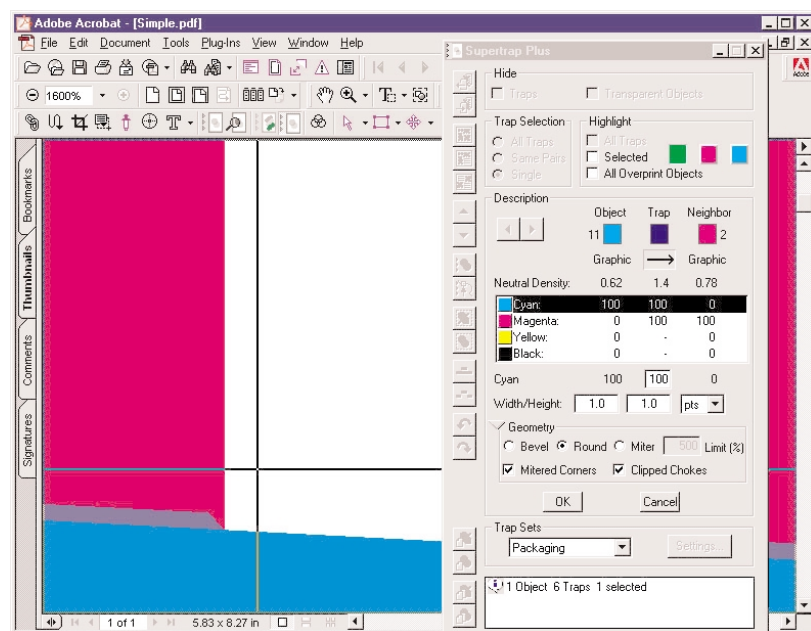 Adobe Acrobat - [Simple.pdf]
File Edit Document Tools Plug-Ins View Window Help
1600%
Adobe
Bookmarks
Thumbnails
Comments
Signatures
Supertrap Plus
Hide
Traps Transparent Objects
Trap Selection Highlight
All Traps All Traps
Same Pairs Selected
Single All Overprint Objects
Description
Object Trap Neighbor
11 2
Graphic Graphic
Neutral Density: 0.62 1.4 0.78
Cyan: 100 100 0
Magenta: 0 100 100
Yellow: 0 - 0
Black: 0 - 0
Cyan 100 100 0
Width/Height: 1.0 1.0 pts
Geometry
Bevel Round Miter 500 Limit (%)
Mitered Corners Clipped Chokes
OK Cancel
Trap Sets
Packaging Settings...
1 Object 6 Traps 1 selected
1 of 1 5.83 x 8.27 in